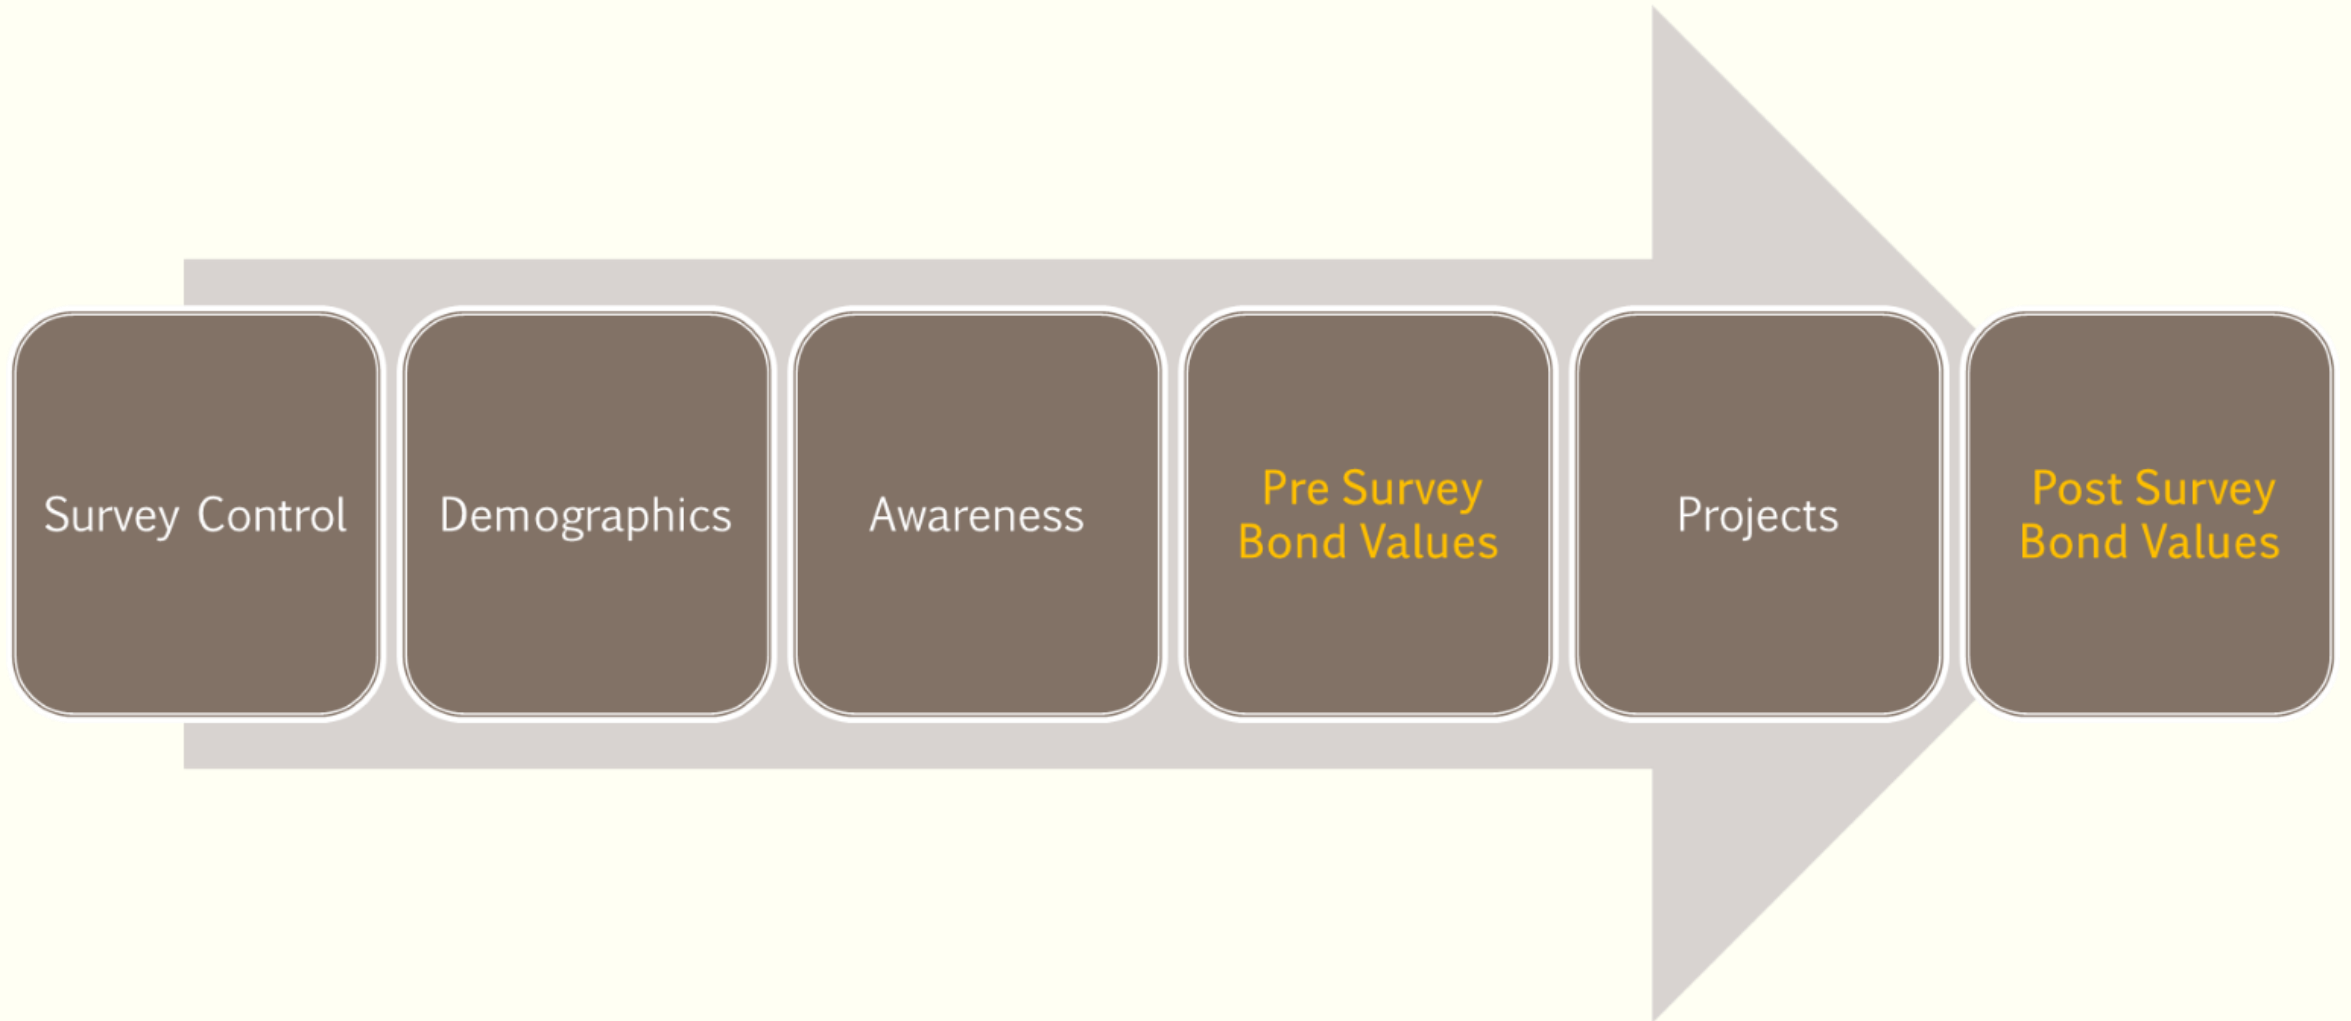 Survey Control
Demographics
Awareness
Pre Survey
Bond Values
Projects
Post Survey
Bond Values